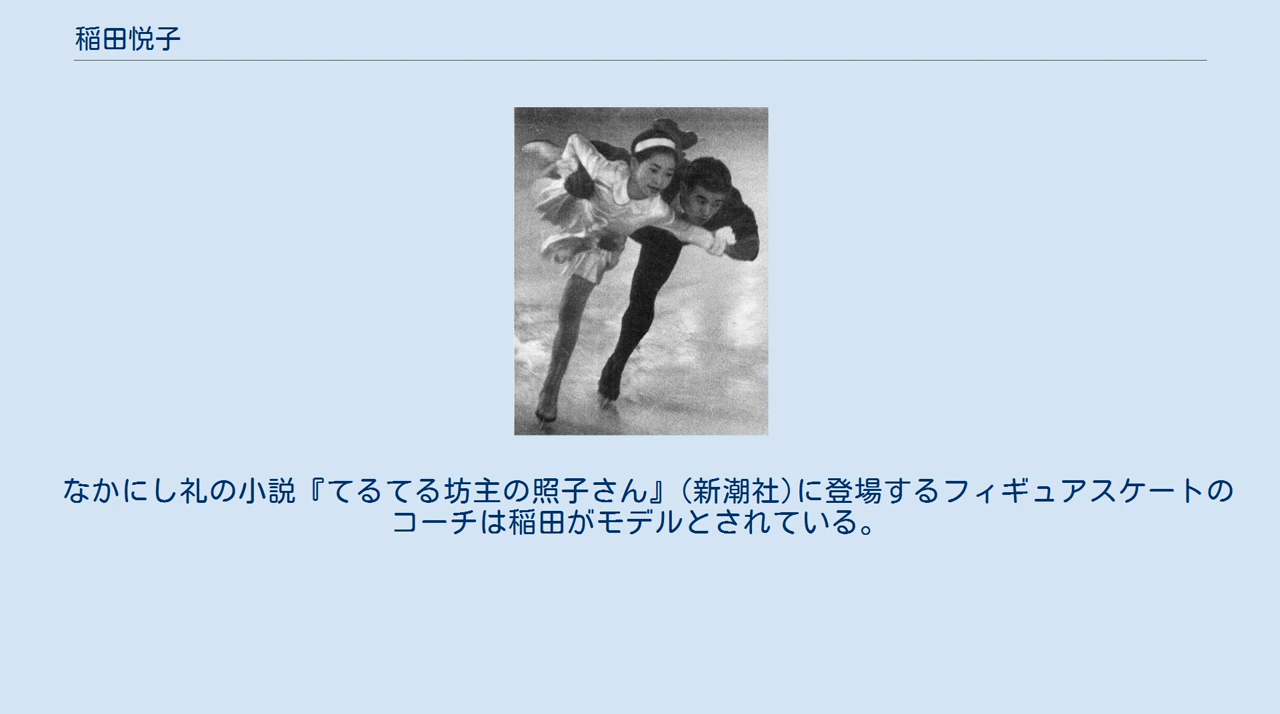 稲田悦子
なかにし礼の小説『てるてる坊主の照子さん』(新潮社)に登場するフィギュアスケートの
コーチは稲田がモデルとされている。